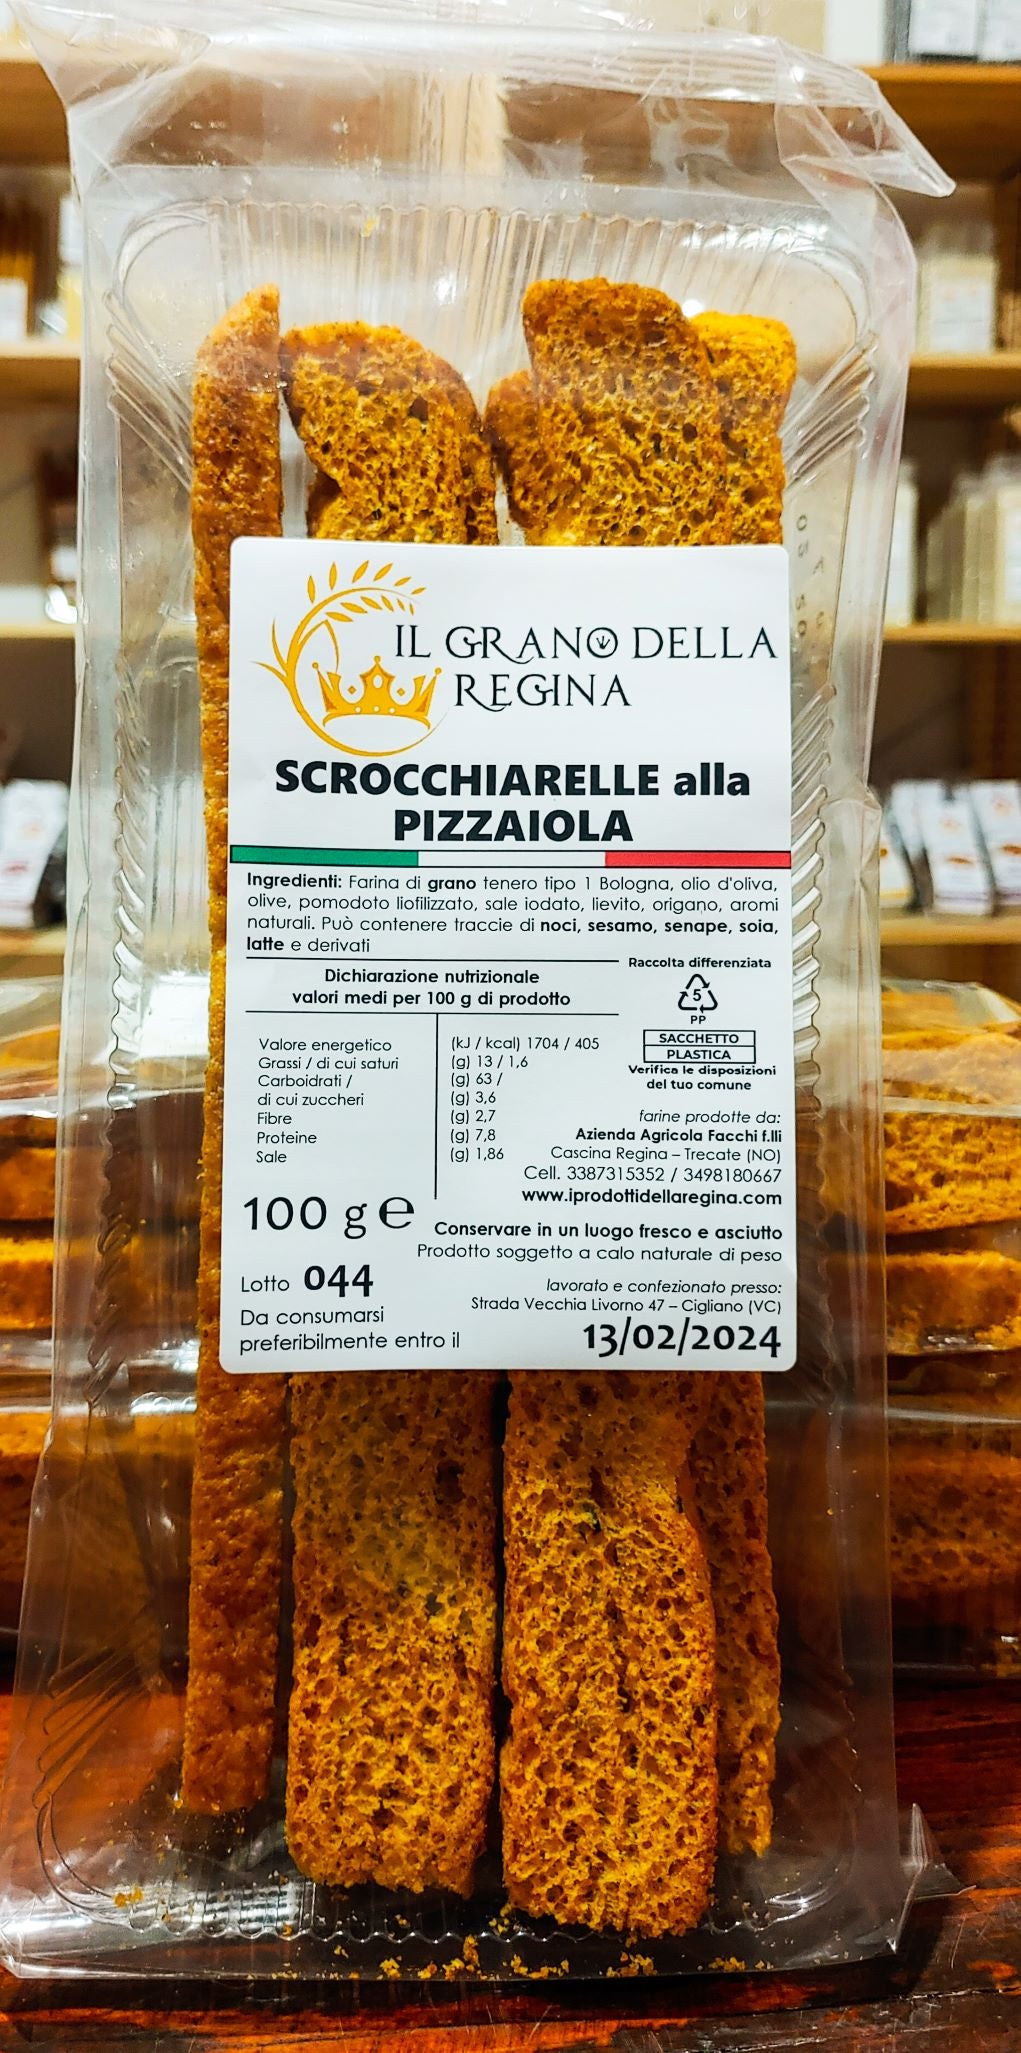 IL GRANO DELLA
REGINA
SCROCCHIARELLE alla
PIZZAIOLA
Ingredienti: Farina di grano tenero tipo 1 Bologna, olio d'oliva,
olive, pomodoto liofilizzato, sale iodato, lievito, origano, aromi
naturali. Può contenere traccie di noci, sesamo, senape, soia,
latte e derivati
Dichiarazione nutrizionale
valori medi per 100 g di prodotto
Valore energetico (kJ / kcal) 1704 / 405
Grassi / di cui saturi (g) 13 / 1,6
Carboidrati / (g) 63 /
di cui zuccheri (g) 3,6
Fibre (g) 2,7
Proteine (g) 7,8
Sale (g) 1,86
Raccolta differenziata
5
PP
SACCHETTO
PLASTICA
Verifica le disposizioni
del tuo comune
farine prodotte da:
Azienda Agricola Facchi f.lli
Cascina Regina – Trecate (NO)
Cell. 3387315352 / 3498180667
www.iprodottidellaregina.com
100 g e
Conservare in un luogo fresco e asciutto
Prodotto soggetto a calo naturale di peso
Lotto 044
lavorato e confezionato presso:
Strada Vecchia Livorno 47 – Cigliano (VC)
Da consumarsi
preferibilmente entro il 13/02/2024